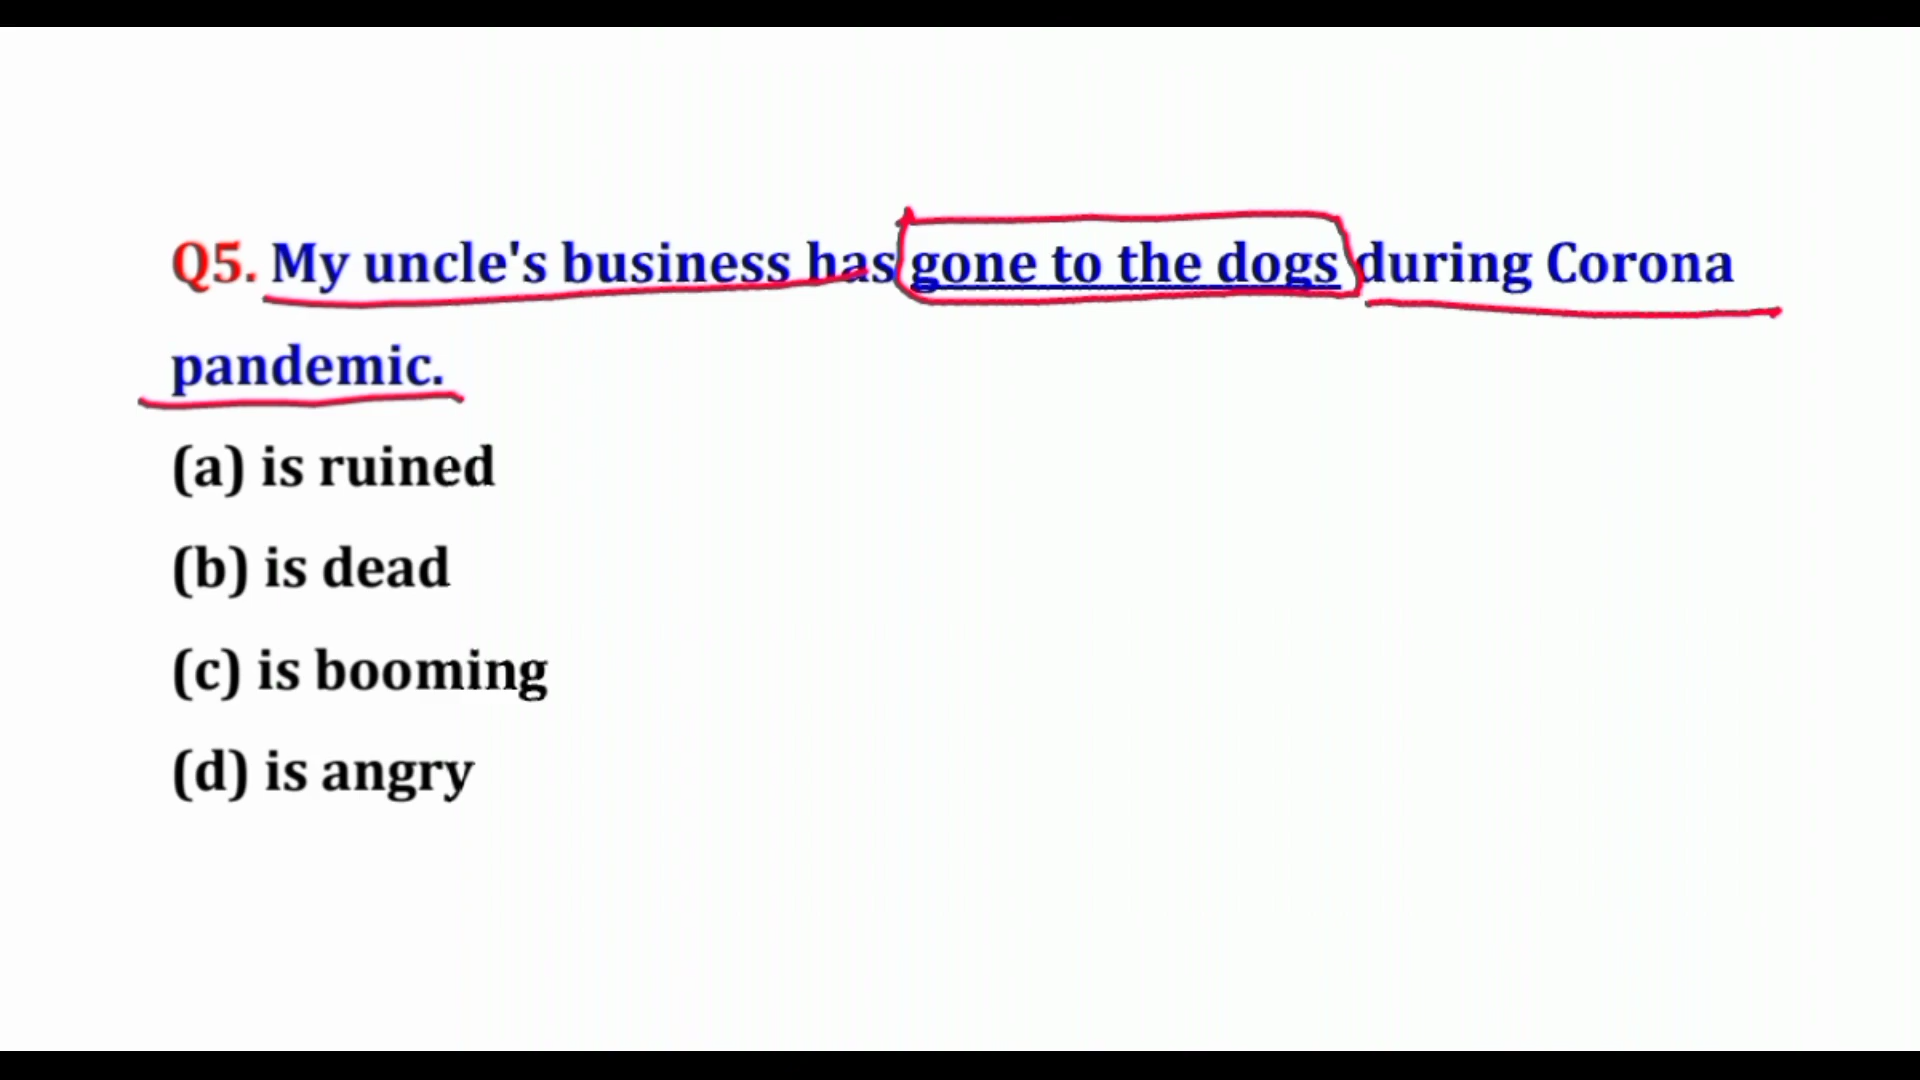 Q5. My uncle's business has gone to the dogs during Corona
pandemic.
(a) is ruined
(b) is dead
(c) is booming
(d) is angry